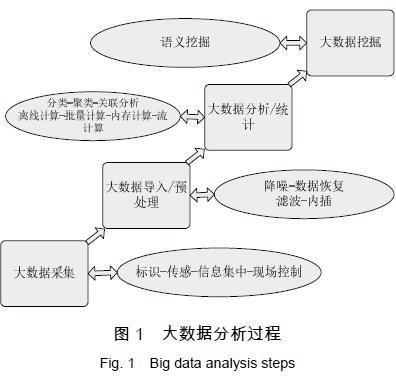 语义挖掘
大数据挖掘
分类-聚类-关联分析
离线计算-批量计算-内存计算-流
计算
大数据分析/统
计
大数据导入/预
处理
降噪-数据恢复
滤波-内插
大数据采集
标识-传感-信息集中-现场控制
图 1 大数据分析过程
Fig. 1 Big data analysis steps